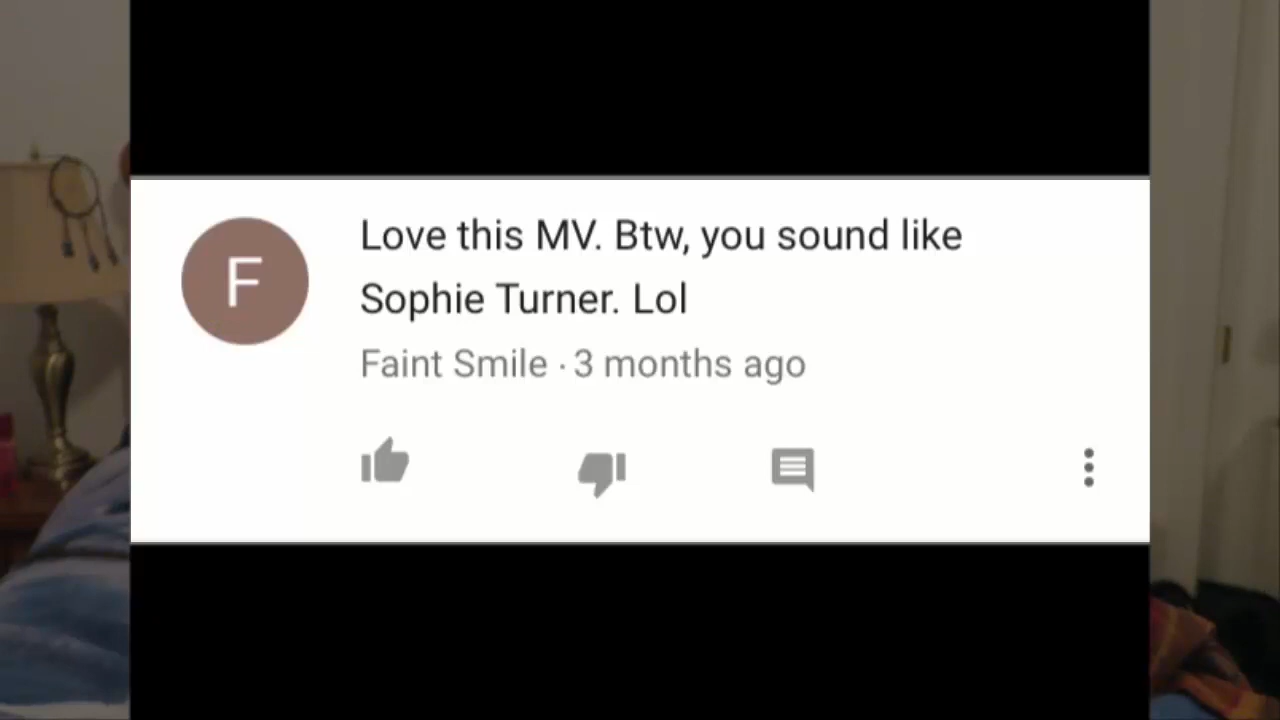 F
Love this MV. Btw, you sound like
Sophie Turner. Lol
Faint Smile · 3 months ago